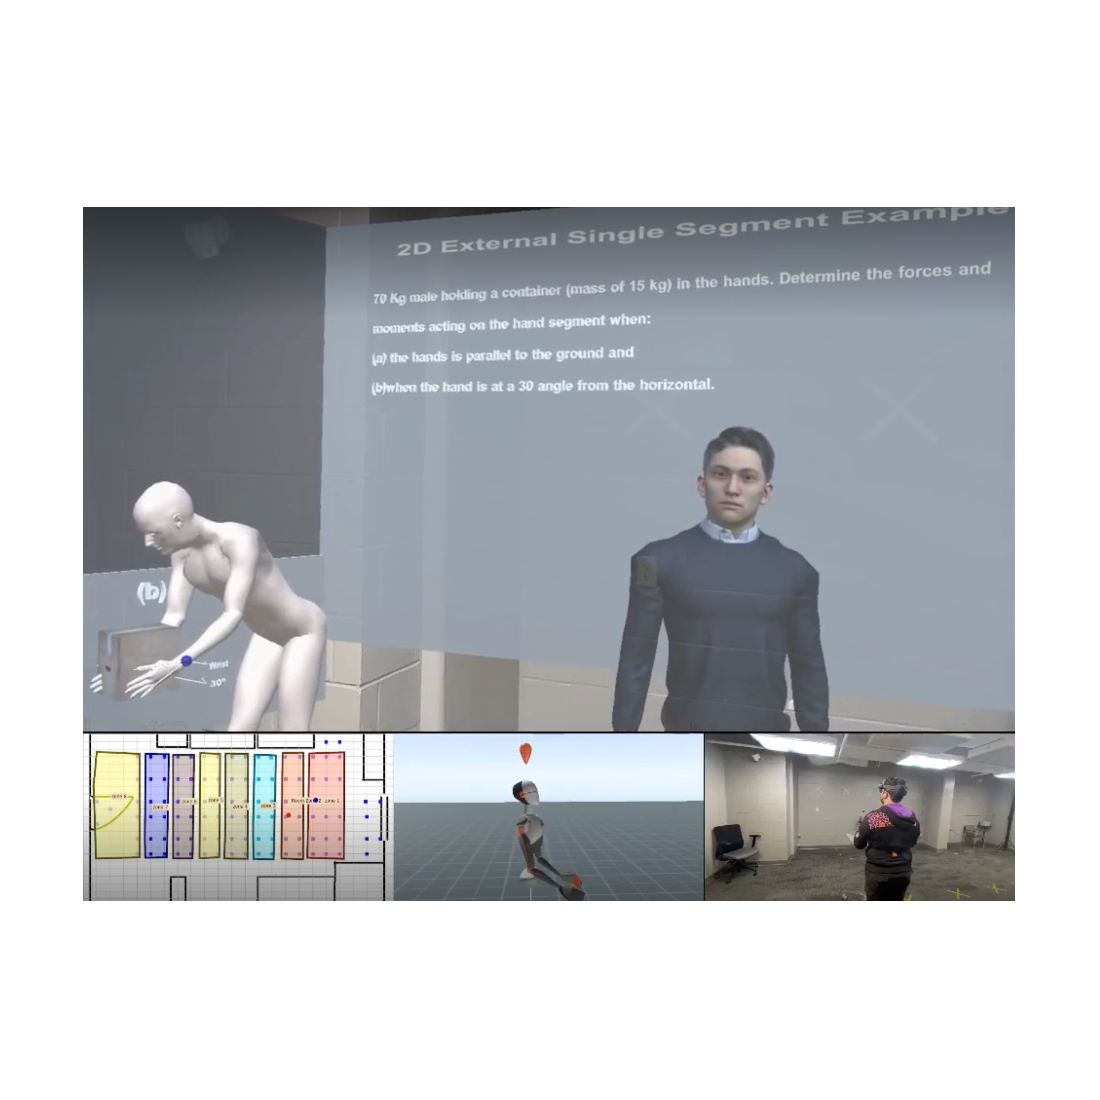 2D External Single Segment Example
70 Kg male holding a container (mass of 15 kg) in the hands. Determine the forces and
moments acting on the hand segment when:
(a) the hands is parallel to the ground and
(b)when the hand is at a 30 angle from the horizontal.
(b)
Wrist
30°